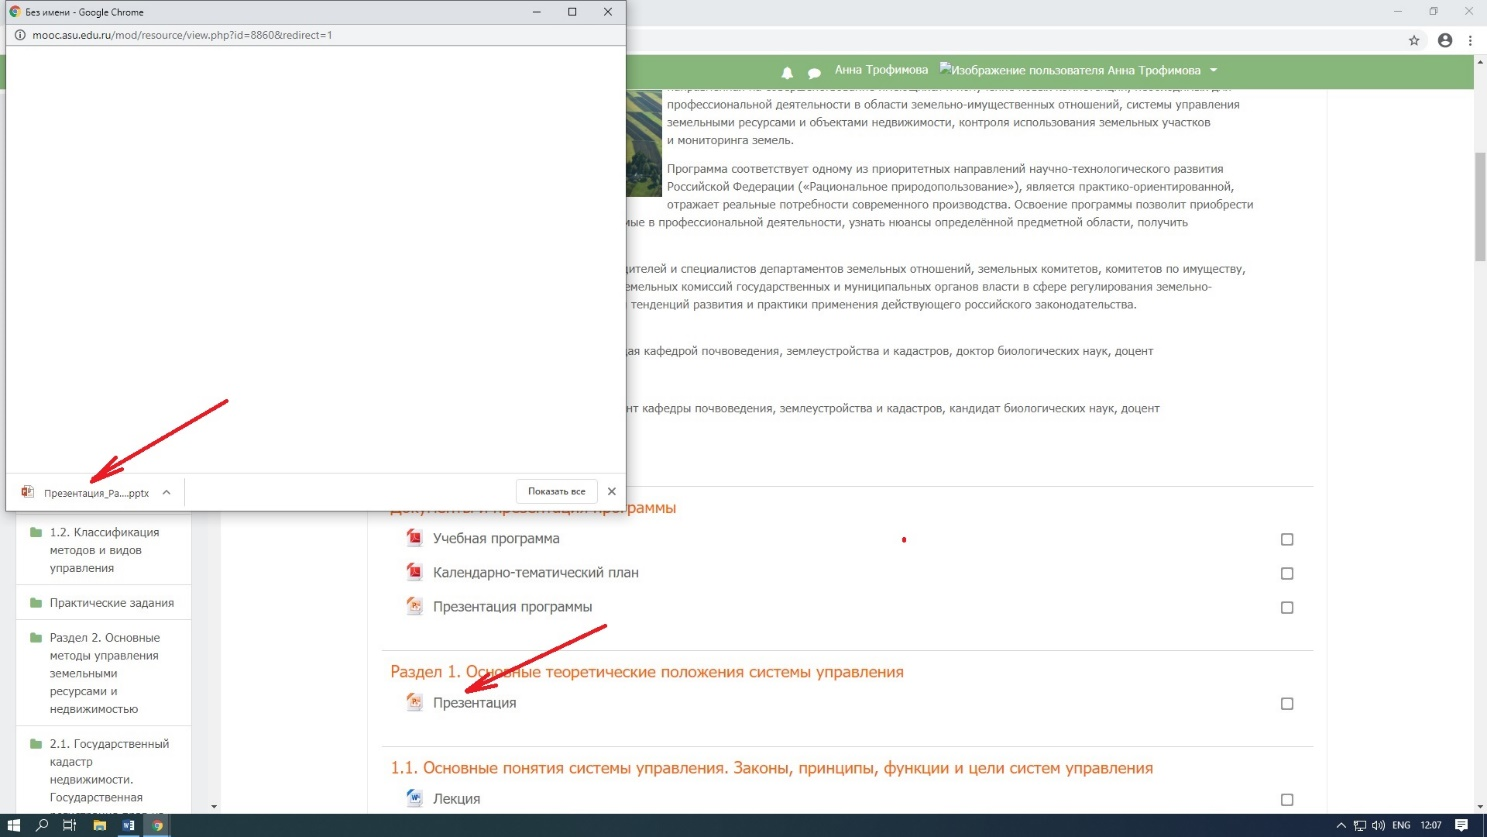 Без имени - Google Chrome
mooc.asu.edu.ru/mod/resource/view.php?id=8860&redirect=1
Анна Трофимова Изображение пользователя Анна Трофимова
профессиональной деятельности в области земельно-имущественных отношений, системы управления
земельными ресурсами и объектами недвижимости, контроля использования земельных участков
и мониторинга земель.
Программа соответствует одному из приоритетных направлений научно-технологического развития
Российской Федерации («Рациональное природопользование»), является практико-ориентированной,
отражает реальные потребности современного производства. Освоение программы позволит приобрести
мые в профессиональной деятельности, узнать нюансы определённой предметной области, получить
дителей и специалистов департаментов земельных отношений, земельных комитетов, комитетов по имуществу,
емельных комиссий государственных и муниципальных органов власти в сфере регулирования земельно-
тенденций развития и практики применения действующего российского законодательства.
ая кафедрой почвоведения, землеустройства и кадастров, доктор биологических наук, доцент
нт кафедры почвоведения, землеустройства и кадастров, кандидат биологических наук, доцент
Презентация_Ра....pptx
Показать все
1.2. Классификация
методов и видов
управления
Практические задания
Раздел 2. Основные
методы управления
земельными
ресурсами и
недвижимостью
2.1. Государственный
кадастр
недвижимости.
Государственная
Документы и презентация программы
Учебная программа
Календарно-тематический план
Презентация программы
Раздел 1. Основные теоретические положения системы управления
Презентация
1.1. Основные понятия системы управления. Законы, принципы, функции и цели систем управления
Лекция
ENG 12:07